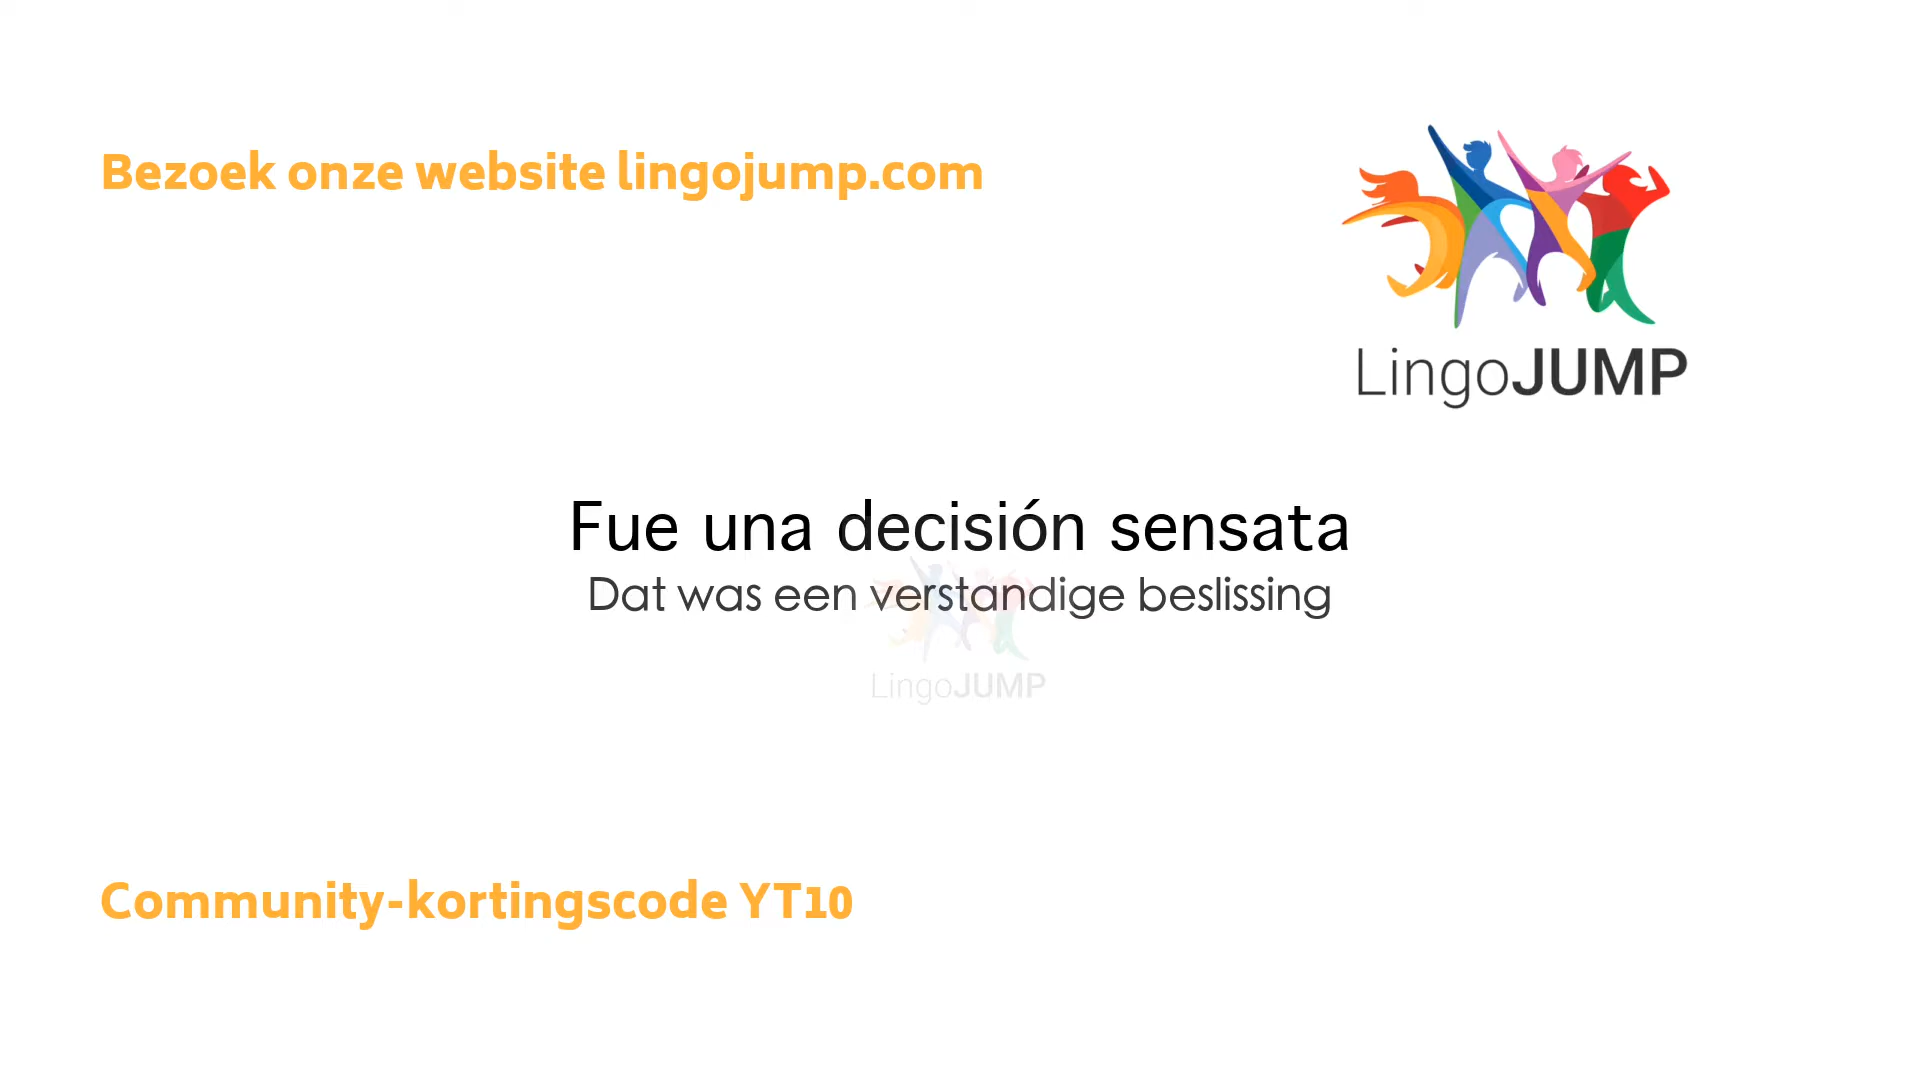 Bezoek onze website lingojump.com
LingoJUMP
Fue una decisión sensata
Dat was een verstandige beslissing
LingoJUMP
Community-kortingscode YT10